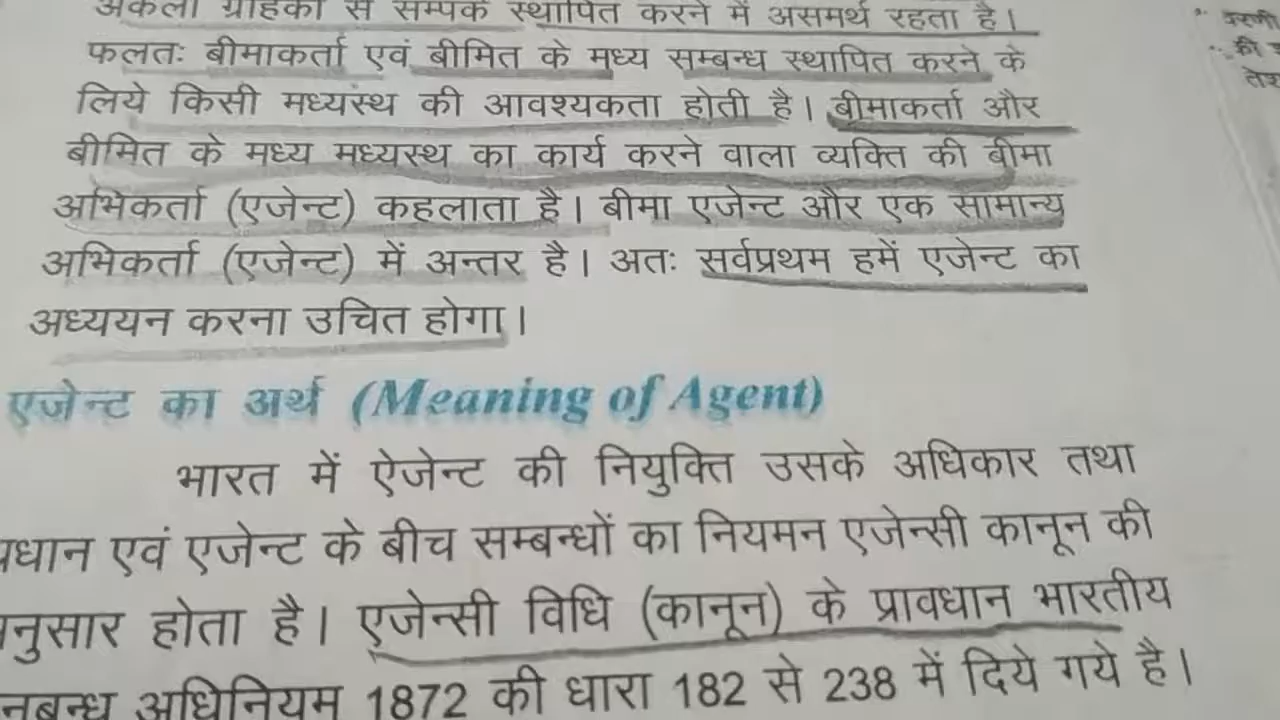 अकेला ग्राहकों से सम्पर्क स्थापित करने में असमर्थ रहता है।
फलतः बीमाकर्ता एवं बीमित के मध्य सम्बन्ध स्थापित करने के
लिये किसी मध्यस्थ की आवश्यकता होती है। बीमाकर्ता और
बीमित के मध्य मध्यस्थ का कार्य करने वाला व्यक्ति की बीमा
अभिकर्ता (एजेन्ट) कहलाता है। बीमा एजेन्ट और एक सामान्य
अभिकर्ता (एजेन्ट) में अन्तर है। अतः सर्वप्रथम हमें एजेन्ट का
अध्ययन करना उचित होगा।
एजेन्ट का अर्थ (Meaning of Agent)
भारत में ऐजेन्ट की नियुक्ति उसके अधिकार तथा
प्रधान एवं एजेन्ट के बीच सम्बन्धों का नियमन एजेन्सी कानून की
नुसार होता है। एजेन्सी विधि (कानून) के प्रावधान भारतीय
नुबन्ध अधिनियम 1872 की धारा 182 से 238 में दिये गये है।